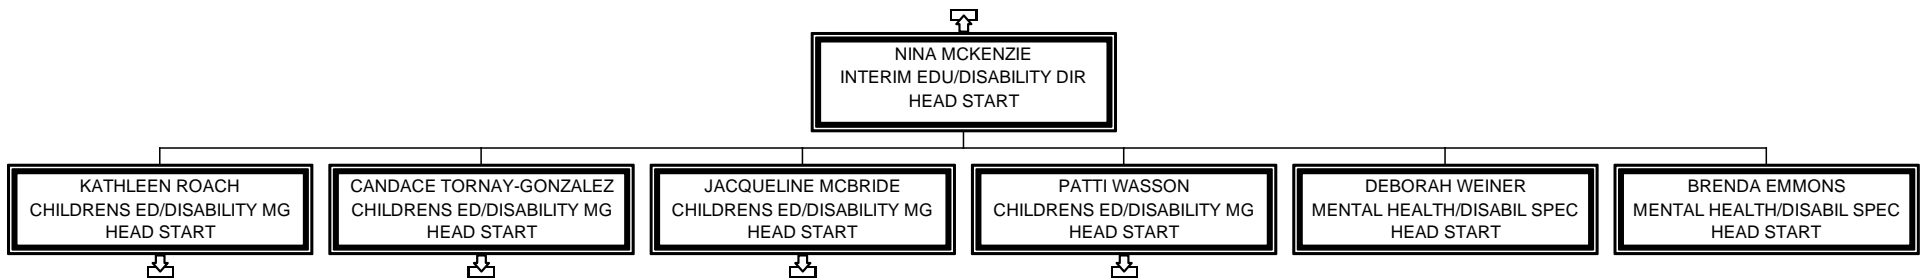 NINA MCKENZIE
INTERIM EDU/DISABILITY DIR
HEAD START
KATHLEEN ROACH
CHILDRENS ED/DISABILITY MG
HEAD START
CANDACE TORNAY-GONZALEZ
CHILDRENS ED/DISABILITY MG
HEAD START
JACQUELINE MCBRIDE
CHILDRENS ED/DISABILITY MG
HEAD START
PATTI WASSON
CHILDRENS ED/DISABILITY MG
HEAD START
DEBORAH WEINER
MENTAL HEALTH/DISABIL SPEC
HEAD START
BRENDA EMMONS
MENTAL HEALTH/DISABIL SPEC
HEAD START